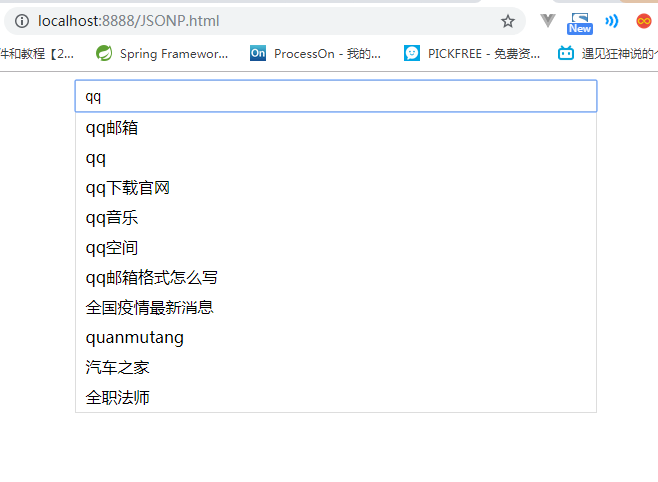 localhost:8888/JSONP.html
New
件和教程【2...
Spring Framewor...
On
ProcessOn - 我的...
PICKFREE - 免费资...
遇见狂神说的
qq
qq邮箱
qq
qq下载官网
qq音乐
qq空间
qq邮箱格式怎么写
全国疫情最新消息
quanmutang
汽车之家
全职法师